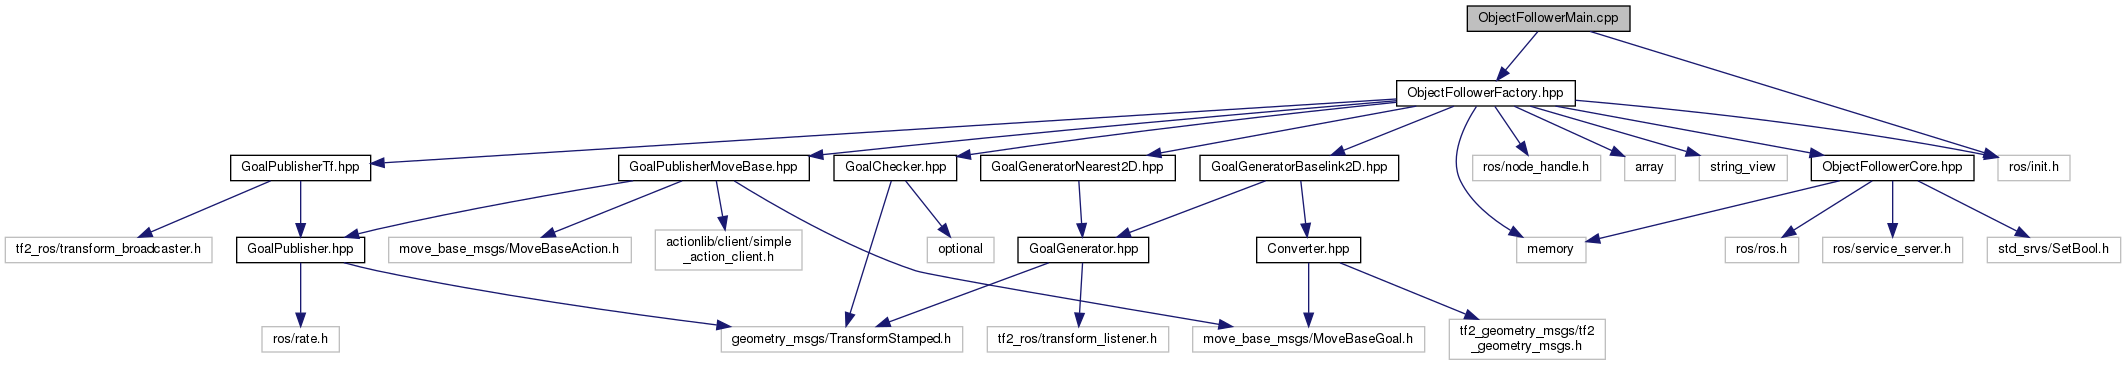 ObjectFollowerMain.cpp
ObjectFollowerFactory.hpp
GoalPublisherTf.hpp
GoalPublisherMoveBase.hpp
GoalChecker.hpp
GoalGeneratorNearest2D.hpp
GoalGeneratorBaselink2D.hpp
ros/node_handle.h
array
string_view
ObjectFollowerCore.hpp
ros/init.h
tf2_ros/transform_broadcaster.h
GoalPublisher.hpp
move_base_msgs/MoveBaseAction.h
actionlib/client/simple
_action_client.h
optional
GoalGenerator.hpp
Converter.hpp
memory
ros/ros.h
ros/service_server.h
std_srvs/SetBool.h
ros/rate.h
geometry_msgs/TransformStamped.h
tf2_ros/transform_listener.h
move_base_msgs/MoveBaseGoal.h
tf2_geometry_msgs/tf2
_geometry_msgs.h